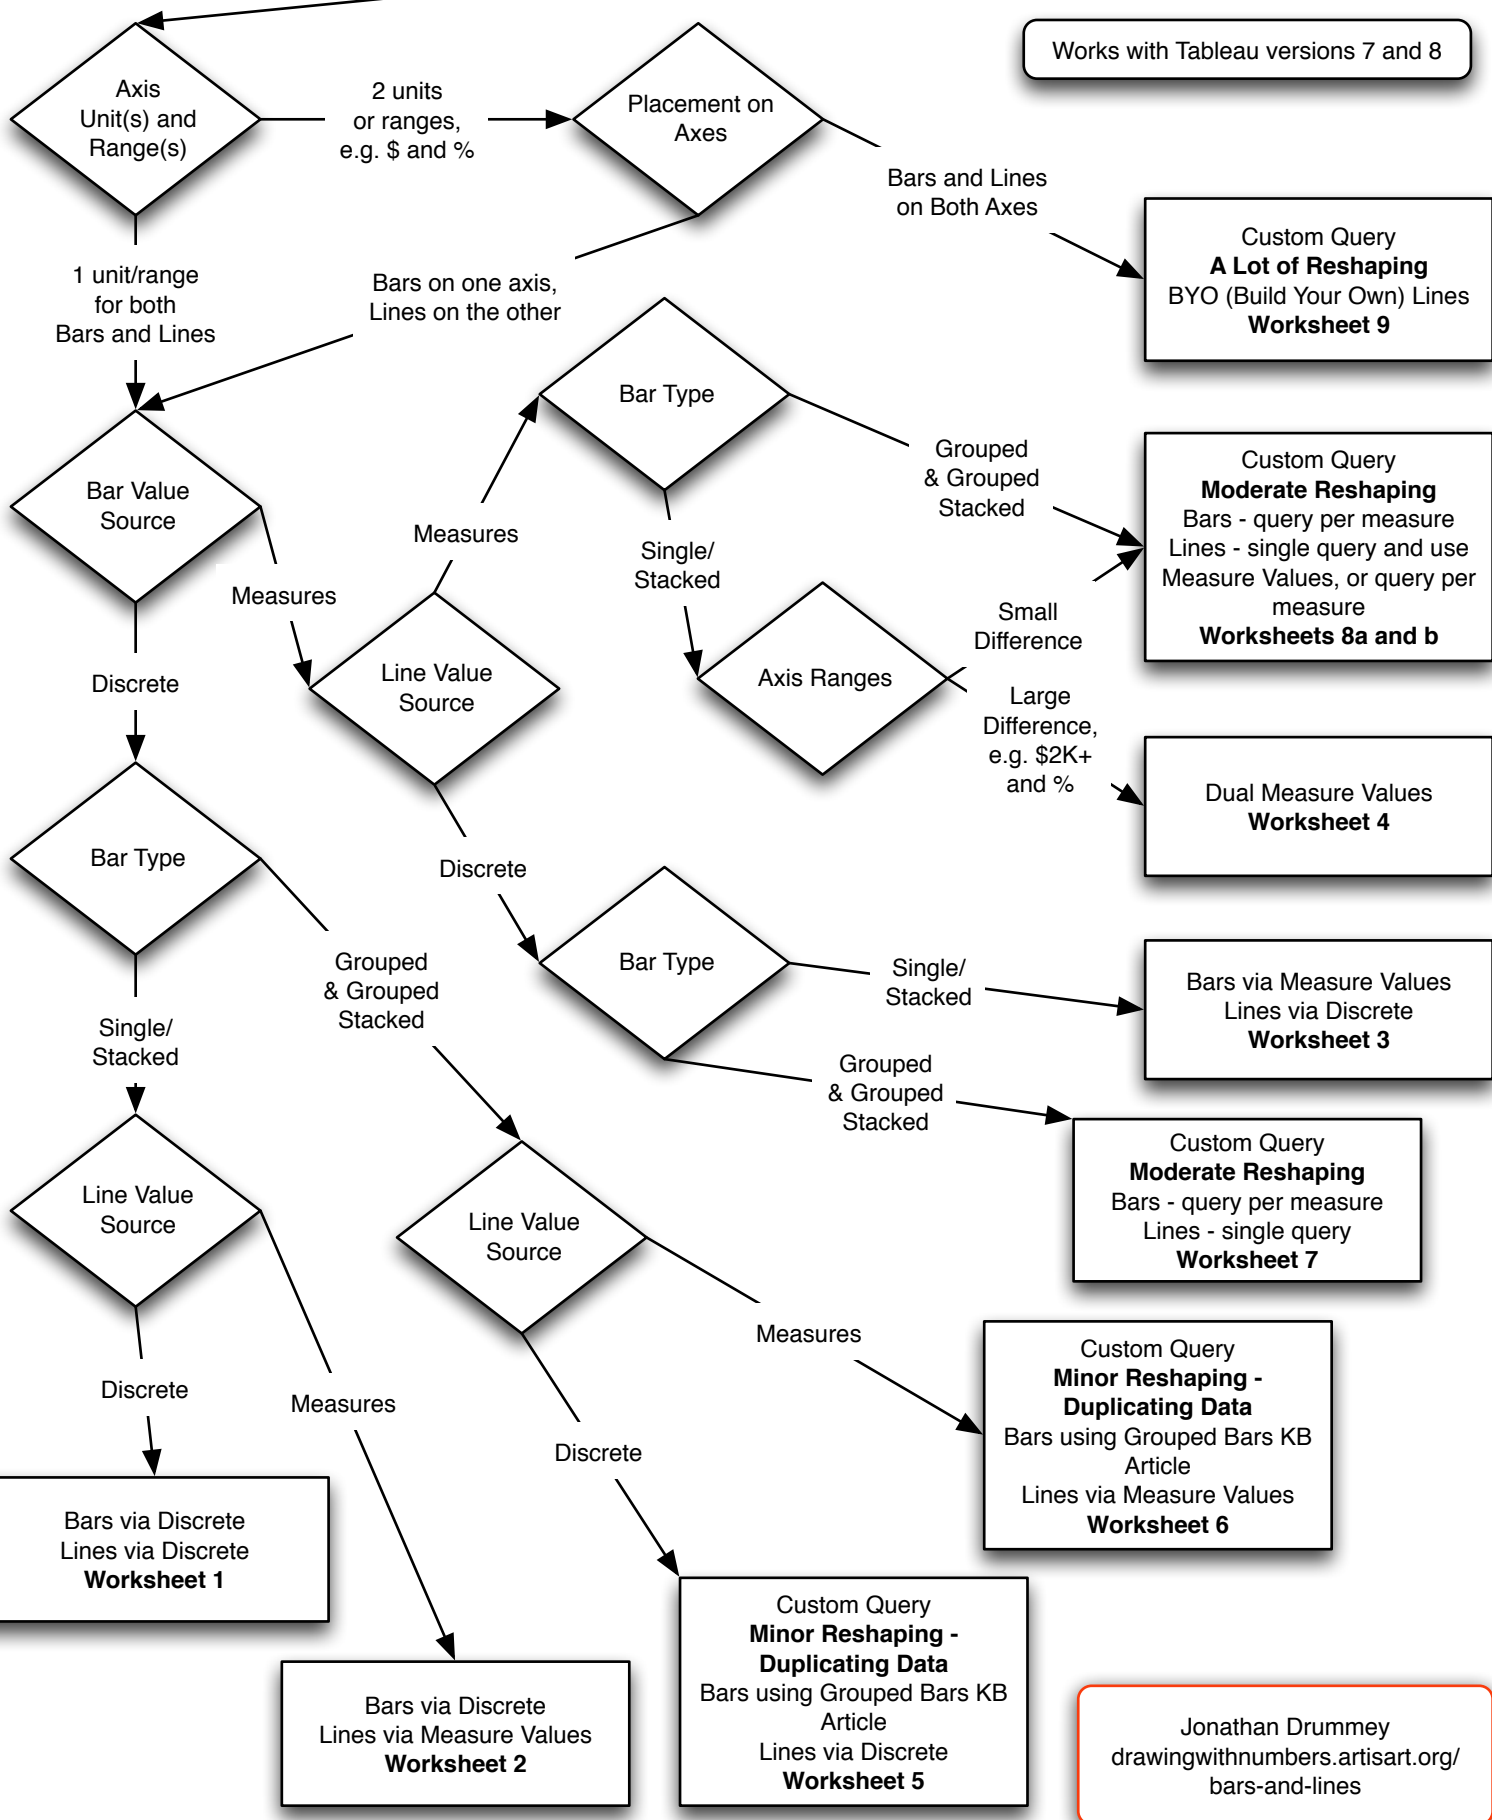 Works with Tableau versions 7 and 8
Axis
Unit(s) and
Range(s)
2 units
or ranges,
e.g. $ and %
Placement on
Axes
Bars and Lines
on Both Axes
Custom Query
A Lot of Reshaping
BYO (Build Your Own) Lines
Worksheet 9
1 unit/range
for both
Bars and Lines
Bars on one axis,
Lines on the other
Bar Type
Grouped
& Grouped
Stacked
Custom Query
Moderate Reshaping
Bars - query per measure
Lines - single query and use
Measure Values, or query per
measure
Worksheets 8a and b
Bar Value
Source
Measures
Measures
Single/
Stacked
Small
Difference
Line Value
Source
Axis Ranges
Large
Difference,
e.g. $2K+
and %
Dual Measure Values
Worksheet 4
Discrete
Bar Type
Discrete
Bar Type
Single/
Stacked
Bars via Measure Values
Lines via Discrete
Worksheet 3
Grouped
& Grouped
Stacked
Single/
Stacked
Grouped
& Grouped
Stacked
Custom Query
Moderate Reshaping
Bars - query per measure
Lines - single query
Worksheet 7
Line Value
Source
Line Value
Source
Measures
Custom Query
Minor Reshaping -
Duplicating Data
Bars using Grouped Bars KB
Article
Lines via Measure Values
Worksheet 6
Discrete
Measures
Discrete
Bars via Discrete
Lines via Discrete
Worksheet 1
Bars via Discrete
Lines via Measure Values
Worksheet 2
Custom Query
Minor Reshaping -
Duplicating Data
Bars using Grouped Bars KB
Article
Lines via Discrete
Worksheet 5
Jonathan Drummey
drawingwithnumbers.artisart.org/
bars-and-lines